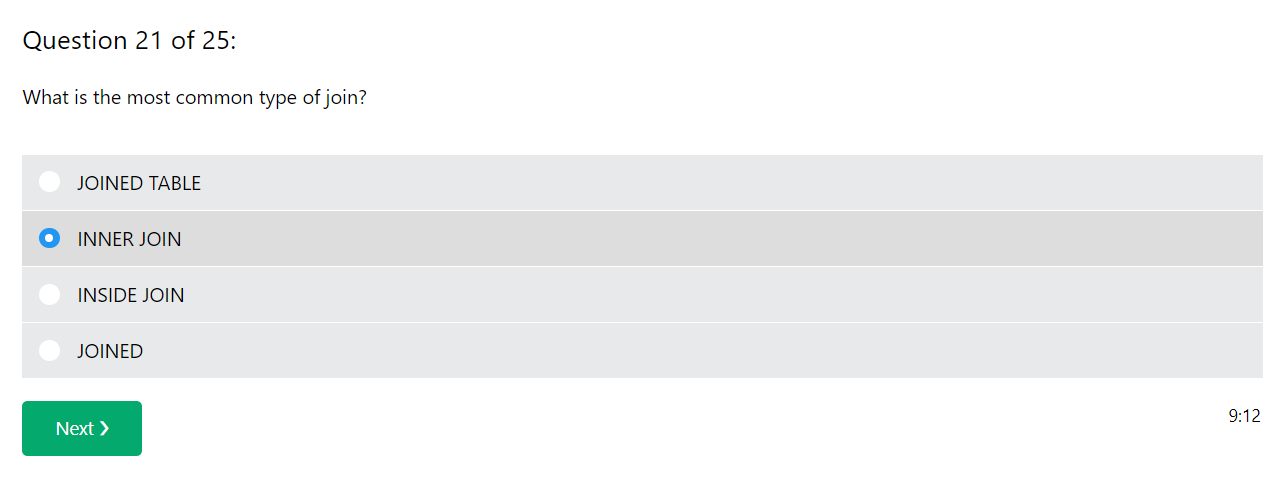 Question 21 of 25:
What is the most common type of join?
JOINED TABLE
INNER JOIN
INSIDE JOIN
JOINED
Next ❯
9:12